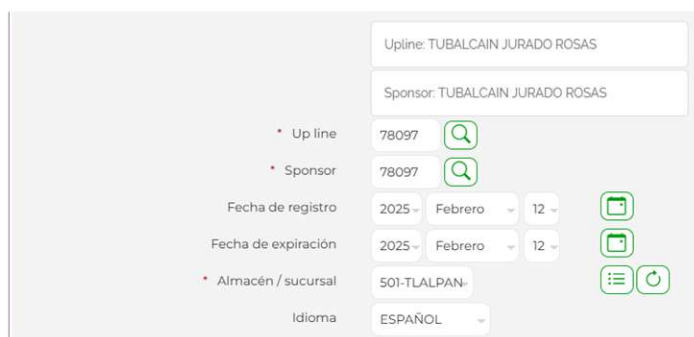 Upline: TUBALCAIN JURADO ROSAS
Sponsor: TUBALCAIN JURADO ROSAS
* Up line 78097
* Sponsor 78097
Fecha de registro 2025 Febrero 12
Fecha de expiración 2025 Febrero 12
* Almacén / sucursal 501-TLALPAN
Idioma ESPAÑOL